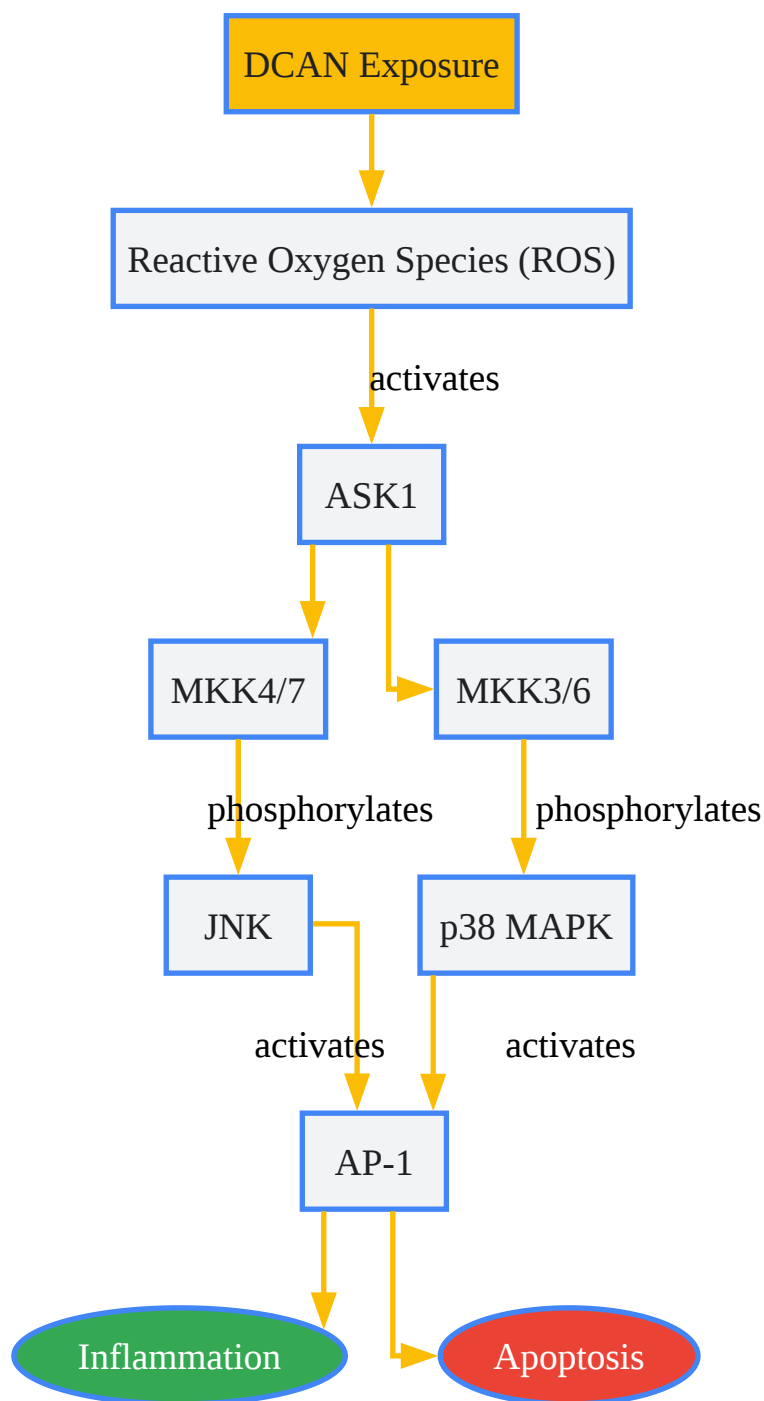 DCAN Exposure
Reactive Oxygen Species (ROS)
activates
ASK1
MKK4/7
MKK3/6
phosphorylates
phosphorylates
JNK
p38 MAPK
activates
activates
AP-1
Inflammation
Apoptosis